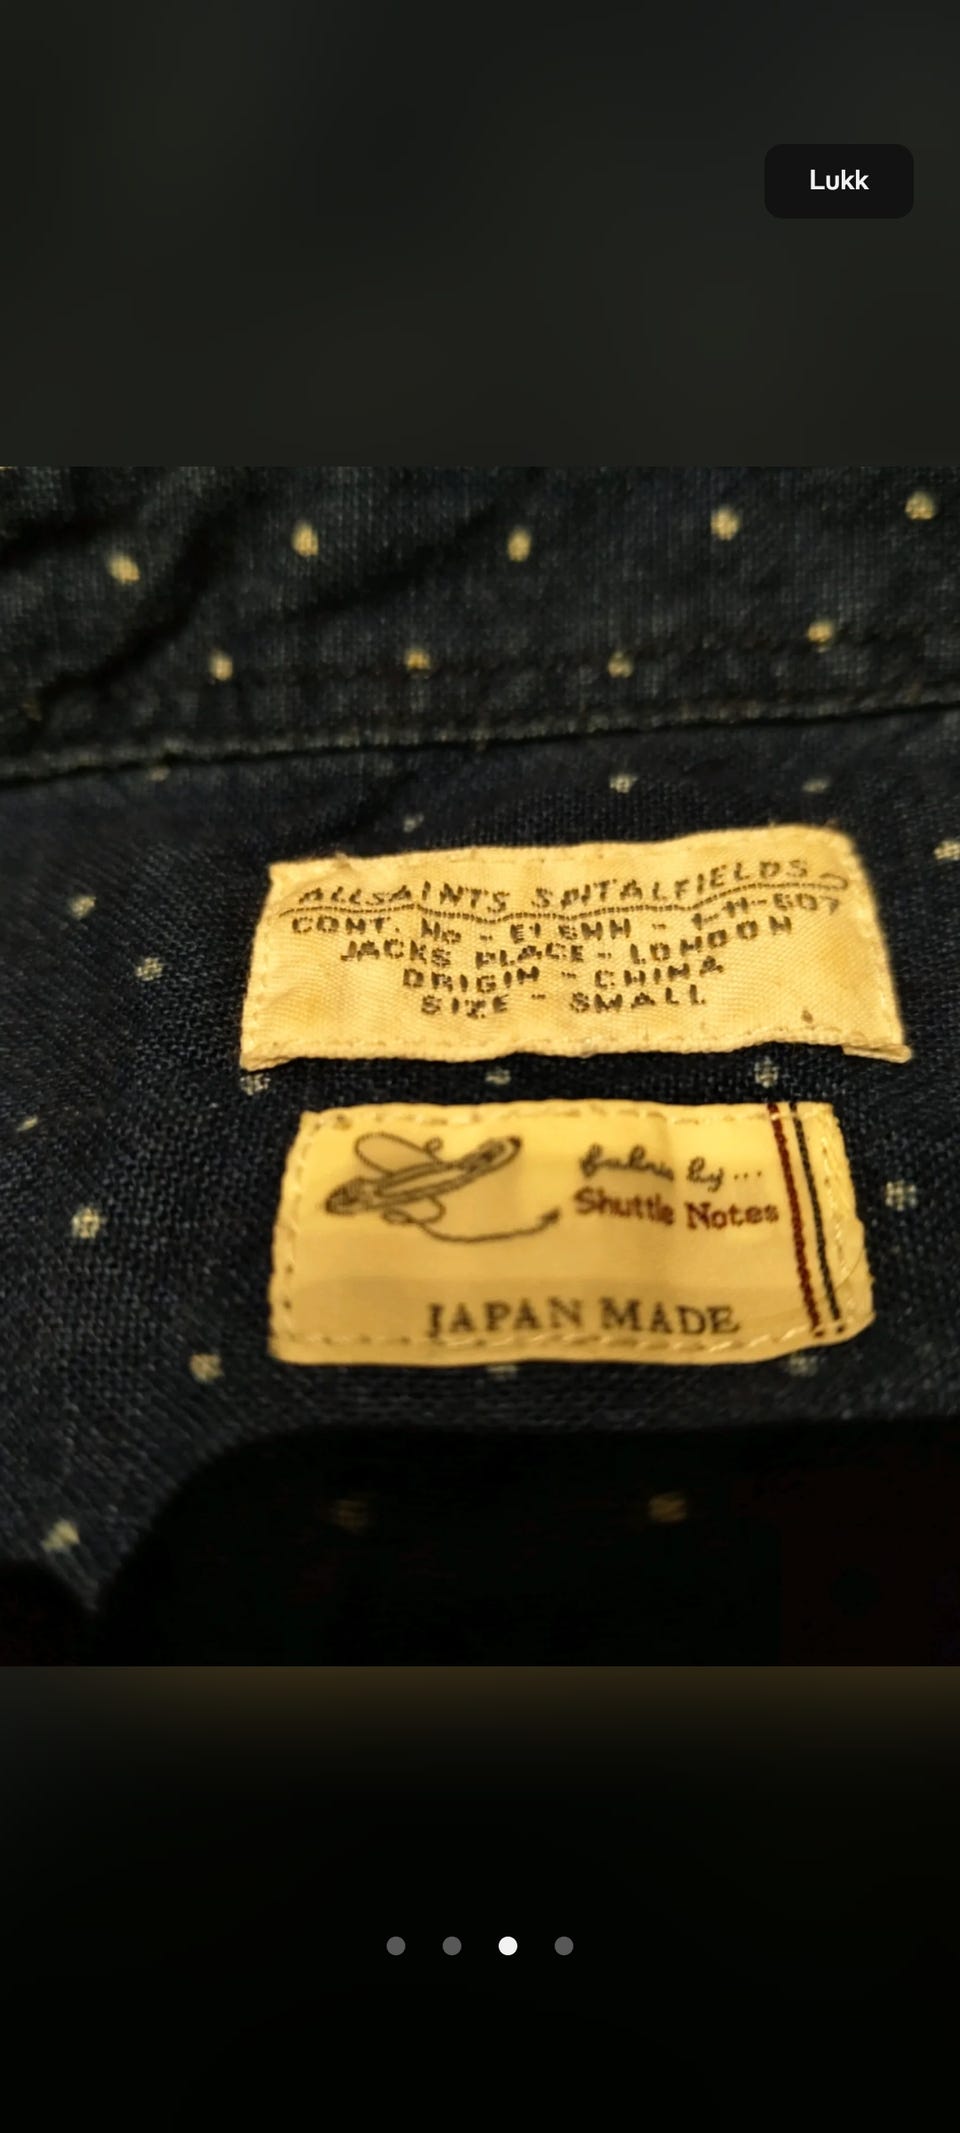 Lukk
ALLSAINTS SPITALFIELDS
CONT. No - E1 6NN - 1-11-607
JACKS PLACE - LONDON
ORIGIN - CHINA
SIZE - SMALL
fabric by...
Shuttle Notes
JAPAN MADE